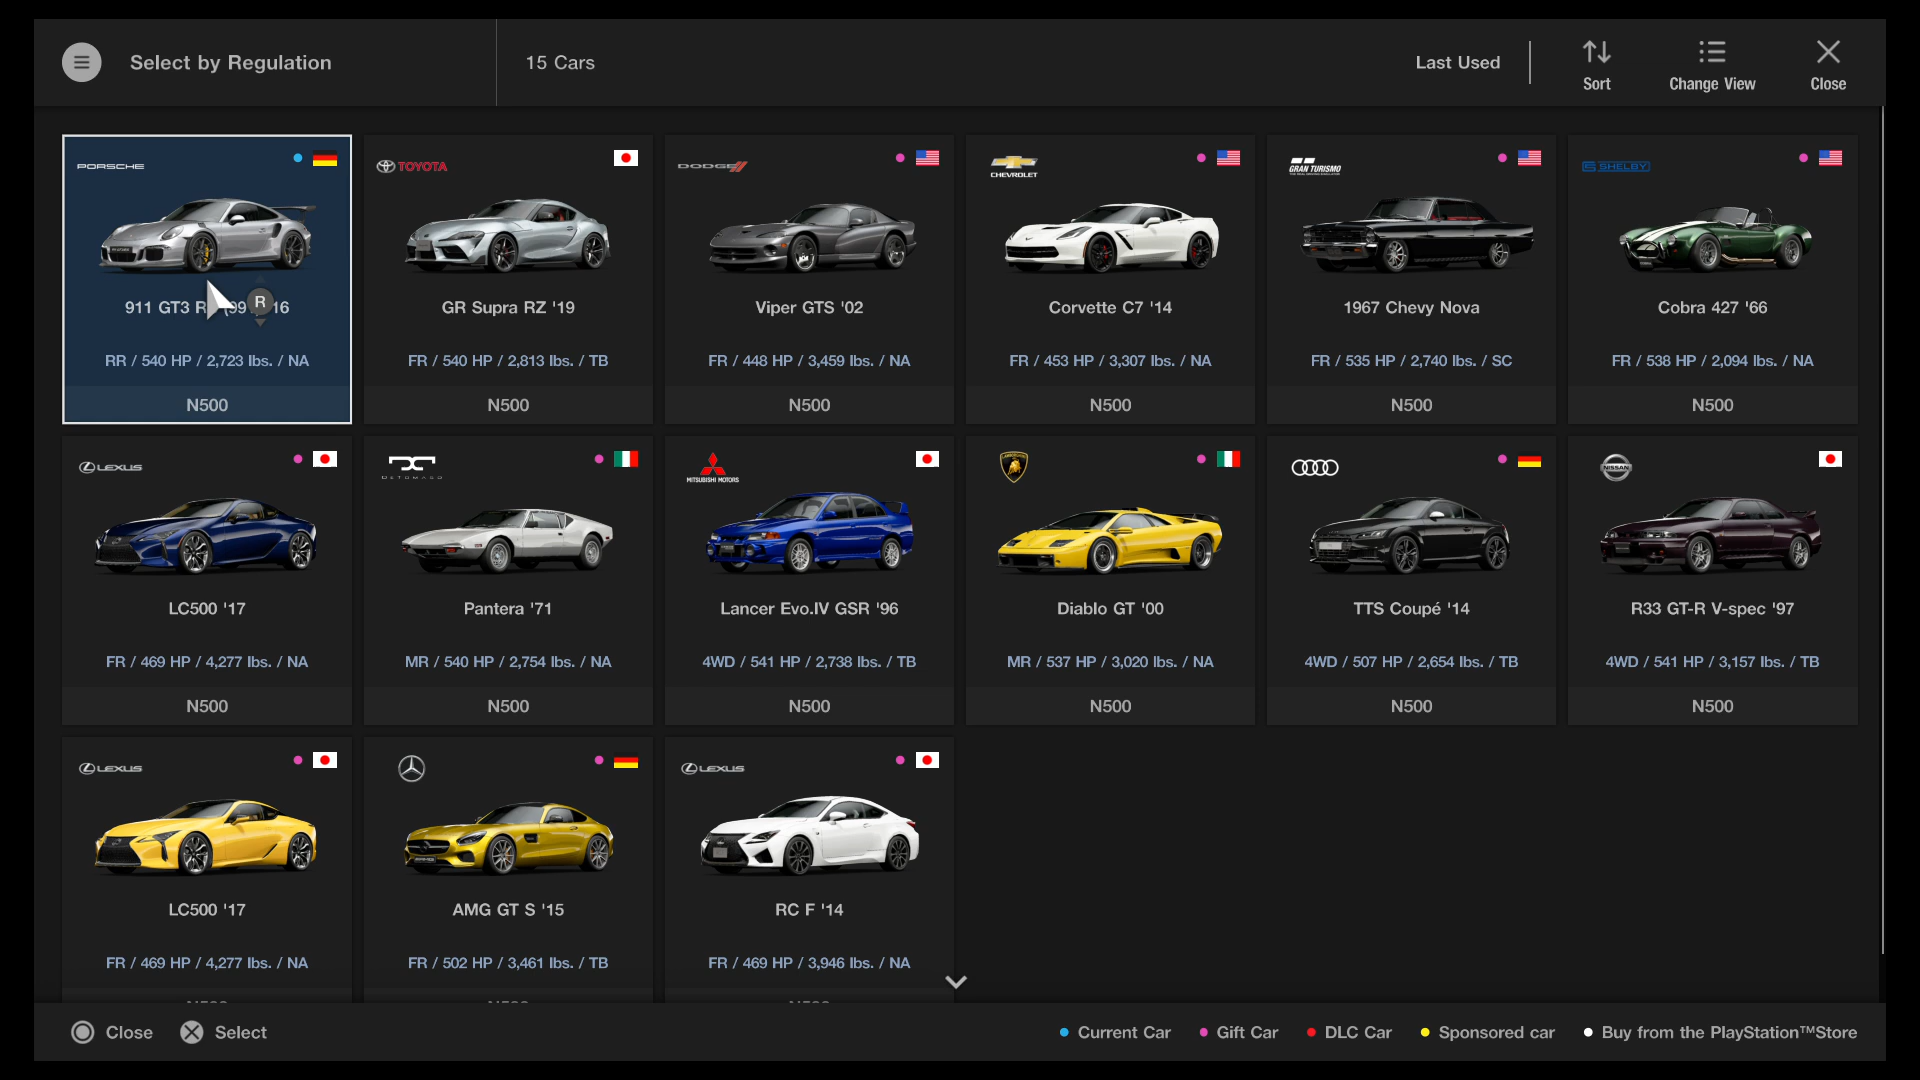 Select by Regulation
15 Cars
Last Used
Sort
Change View
Close
PORSCHE
911 GT3 R
16
RR / 540 HP / 2,723 lbs. / NA
N500
TOYOTA
GR Supra RZ '19
FR / 540 HP / 2,813 lbs. / TB
N500
DODGE
Viper GTS '02
FR / 448 HP / 3,459 lbs. / NA
N500
CHEVROLET
Corvette C7 '14
FR / 453 HP / 3,307 lbs. / NA
N500
GRAN TURISMO
THE REAL DRIVING SIMULATOR
1967 Chevy Nova
FR / 535 HP / 2,740 lbs. / SC
N500
SHELBY
Cobra 427 '66
FR / 538 HP / 2,094 lbs. / NA
N500
R
LEXUS
LC500 '17
FR / 469 HP / 4,277 lbs. / NA
N500
DETOMASO
Pantera '71
MR / 540 HP / 2,754 lbs. / NA
N500
MITSUBISHI MOTORS
Lancer Evo.IV GSR '96
4WD / 541 HP / 2,738 lbs. / TB
N500
Diablo GT '00
MR / 537 HP / 3,020 lbs. / NA
N500
TTS Coupé '14
4WD / 507 HP / 2,654 lbs. / TB
N500
NISSAN
R33 GT-R V-spec '97
4WD / 541 HP / 3,157 lbs. / TB
N500
LEXUS
LC500 '17
FR / 469 HP / 4,277 lbs. / NA
AMG GT S '15
FR / 502 HP / 3,461 lbs. / TB
LEXUS
RC F '14
FR / 469 HP / 3,946 lbs. / NA
Close
Select
Current Car
Gift Car
DLC Car
Sponsored car
Buy from the PlayStation™Store